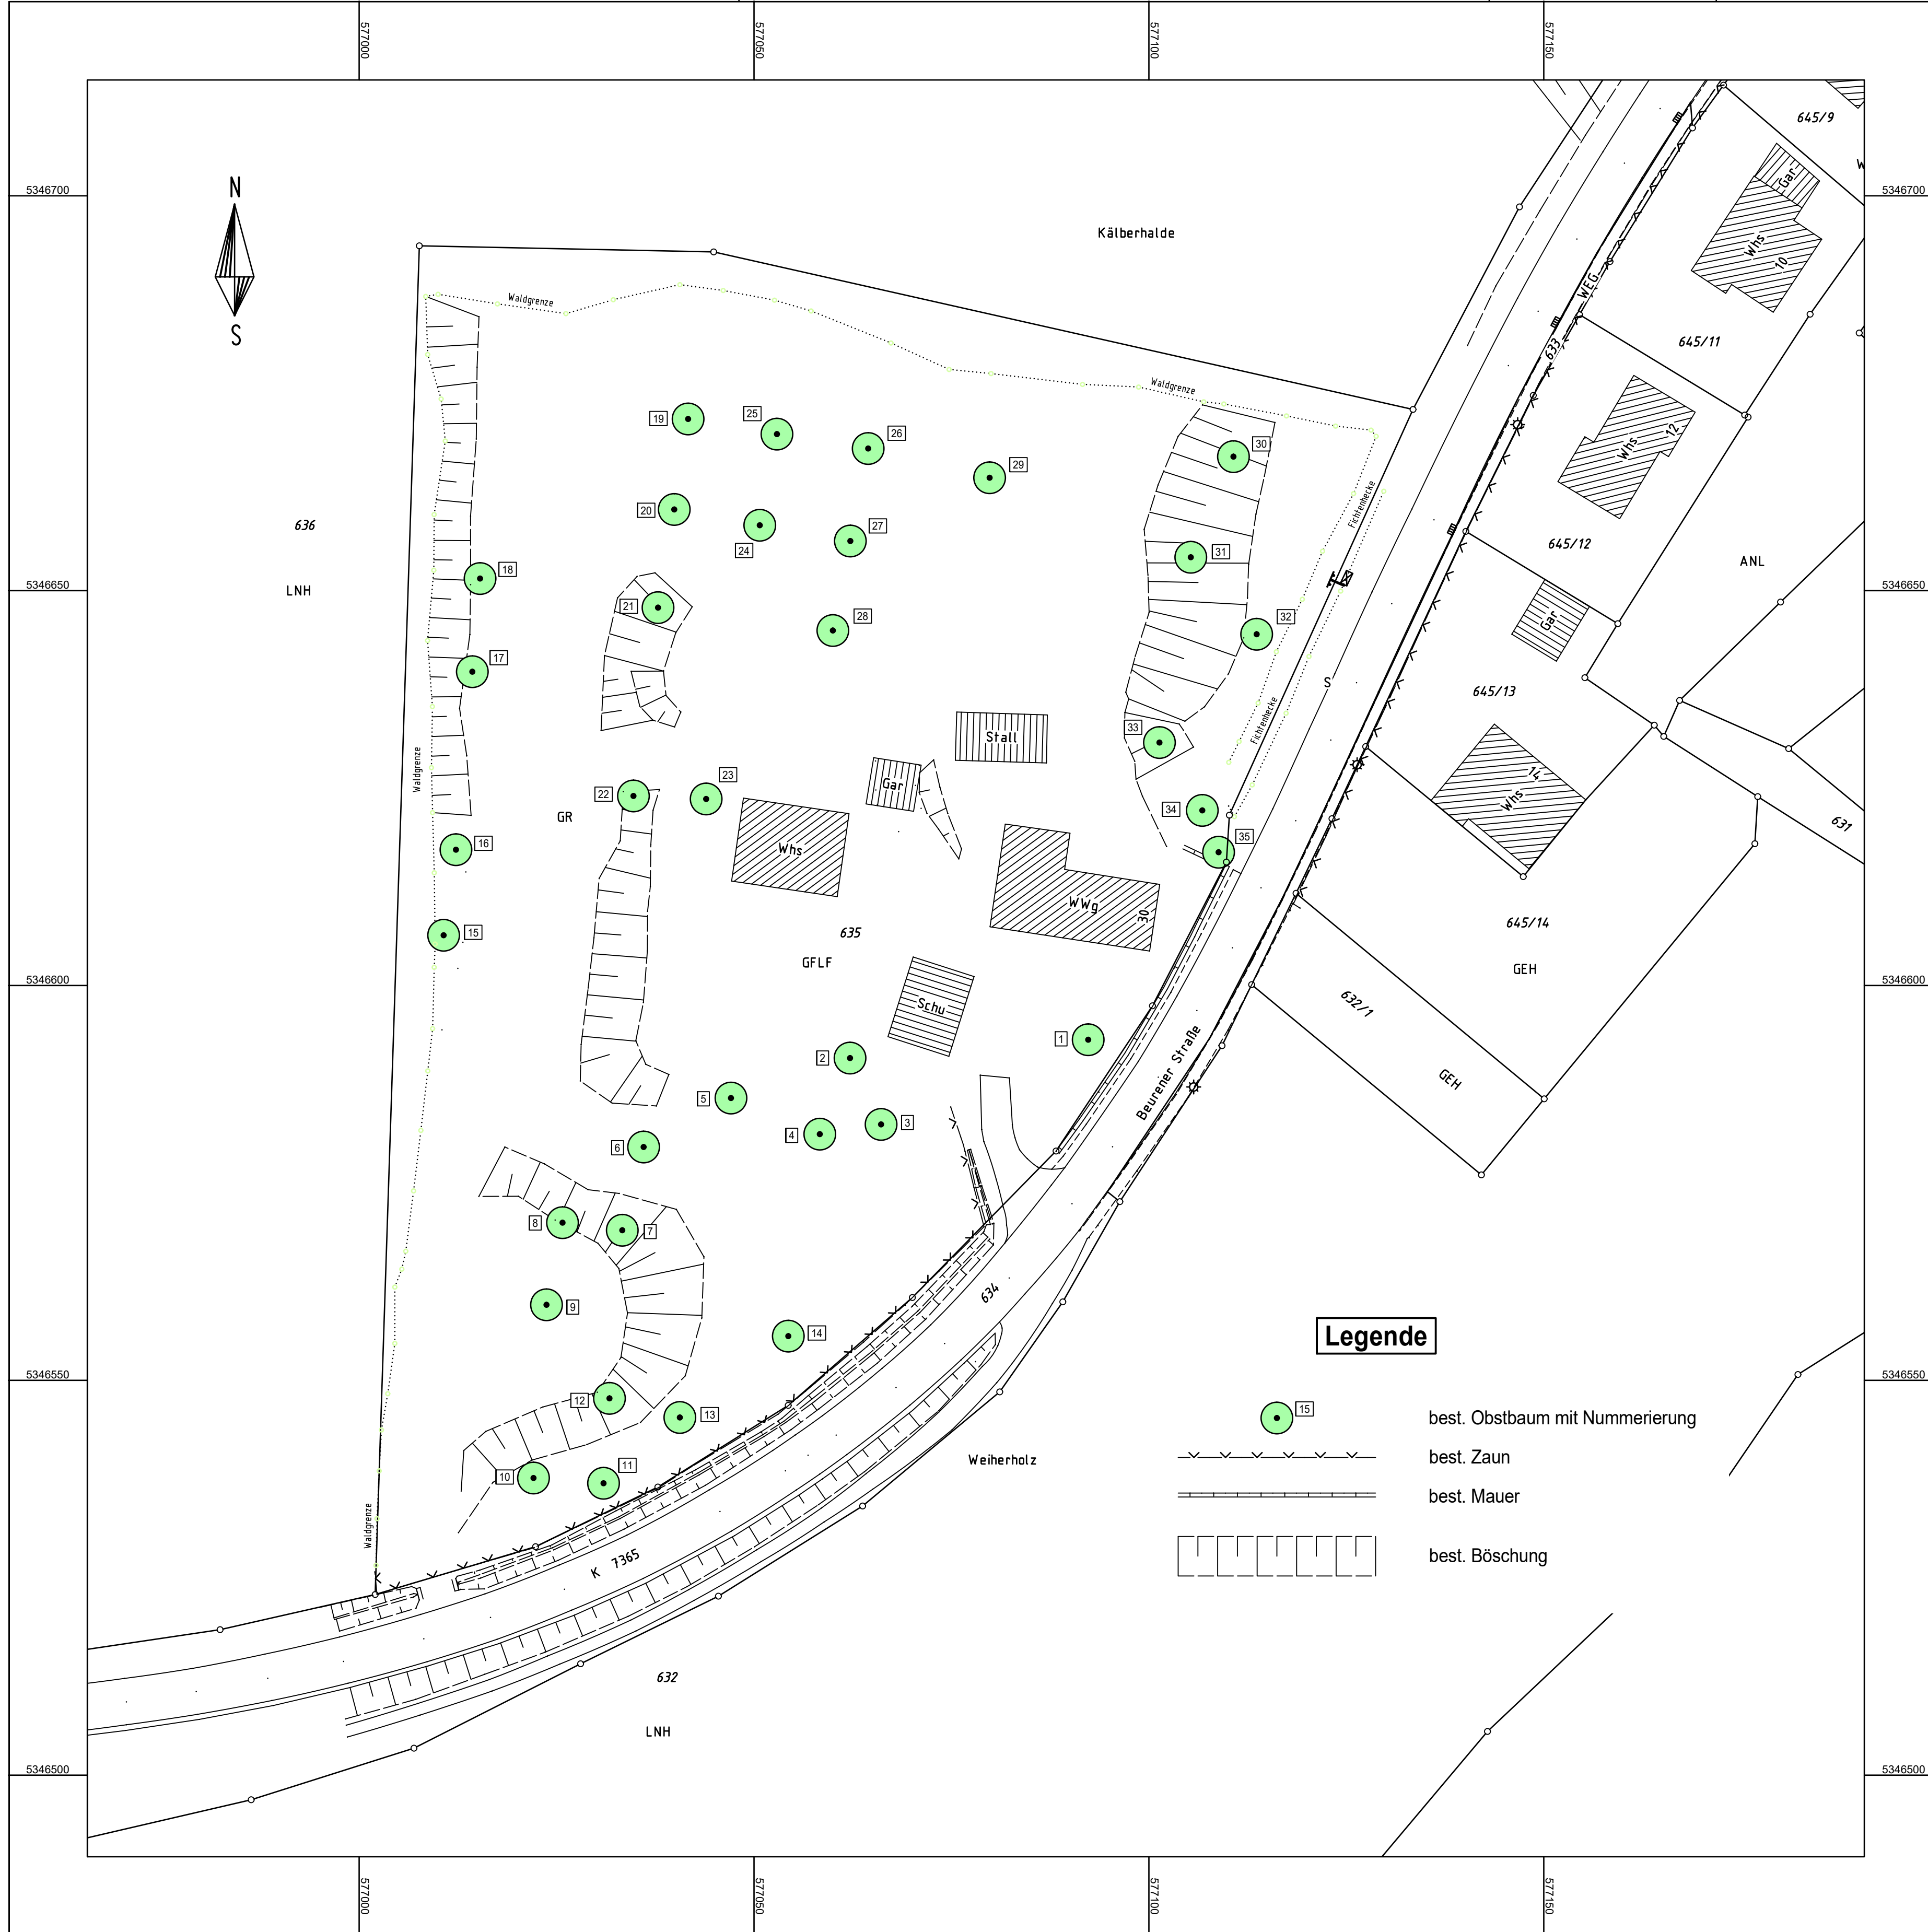 577000
577050
577100
577150
645/9
W
Gar
5346700
5346700
N
Kälberhalde
Whs
10
WEG
Waldgrenze
S
645/11
633
Waldgrenze
19
25
26
30
12
Whs
29
Fichtenhecke
20
27
636
24
31
645/12
ANL
18
5346650
LNH
5346650
21
28
32
Gar
17
S
645/13
33
Fichtenhecke
Stall
Waldgrenze
Gar
14
22
23
Whs
34
GR
631
35
16
Whs
WWg
30
15
635
645/14
GFLF
GEH
5346600
Schu
5346600
632/1
1
2
Beurener Straße
GEH
5
4
3
6
8
7
634
9
14
Legende
5346550
5346550
12
13
15
best. Obstbaum mit Nummerierung
Weiherholz
best. Zaun
10
11
best. Mauer
Waldgrenze
K 7365
best. Böschung
632
LNH
5346500
5346500
577000
577050
577100
577150